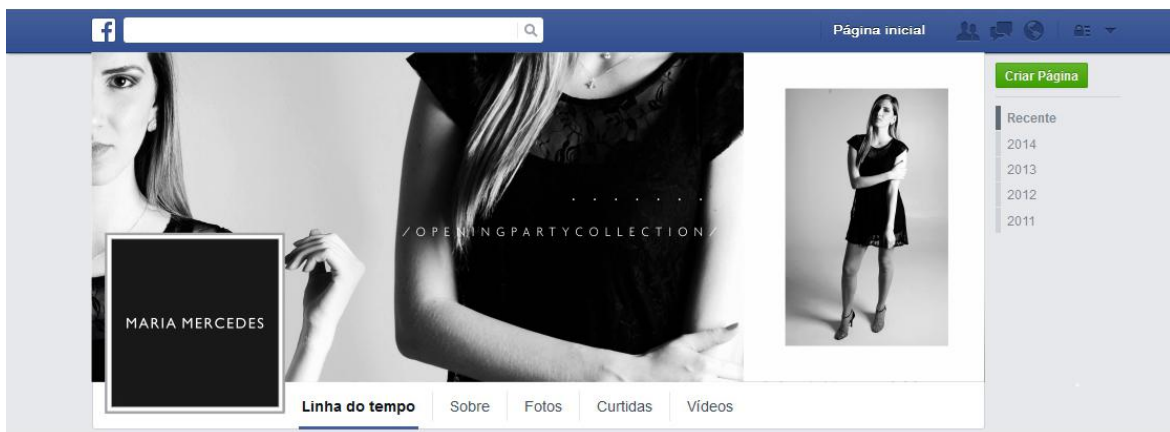 f
Página inicial
Criar Página
Recente
2014
2013
2012
2011
/OPENINGPARTYCOLLECTION/
MARIA MERCEDES
Linha do tempo
Sobre
Fotos
Curtidas
Vídeos